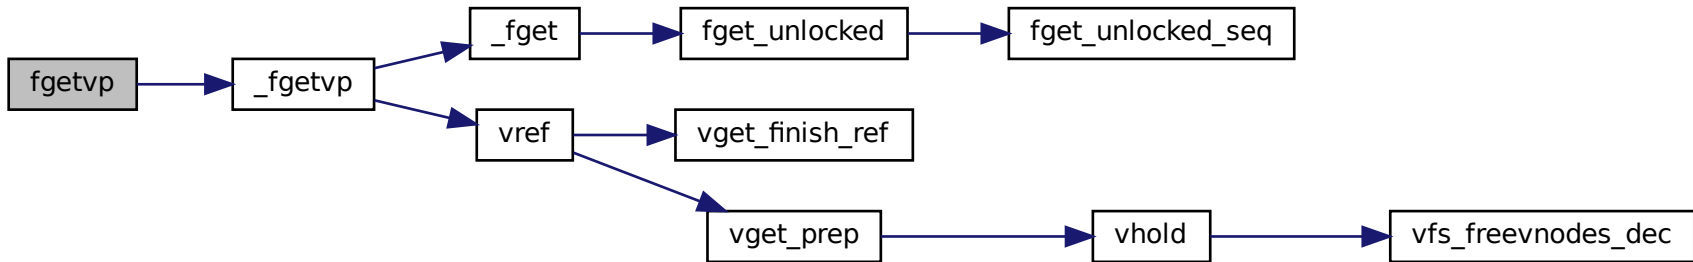 _fget
fget_unlocked
fget_unlocked_seq
fgetvp
_fgetvp
vref
vget_finish_ref
vget_prep
vhold
vfs_freevnodes_dec